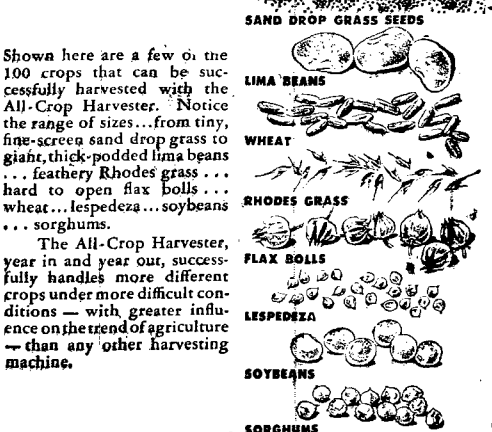 Shown here are a few of the
100 crops that can be suc-
cessfully harvested with the
All-Crop Harvester. Notice
the range of sizes...from tiny,
fine-screen sand drop grass to
giant, thick-podded lima beans
... feathery Rhodes grass ...
hard to open flax bolls ...
wheat...lespedeza...soybeans
... sorghums.
The All-Crop Harvester,
year in and year out, success-
fully handles more different
crops under more difficult con-
ditions — with greater influ-
ence on the trend of agriculture
— than any other harvesting
machine.
SAND DROP GRASS SEEDS
LIMA BEANS
WHEAT
RHODES GRASS
FLAX BOLLS
LESPEDEZA
SOYBEANS
SORGHUMS